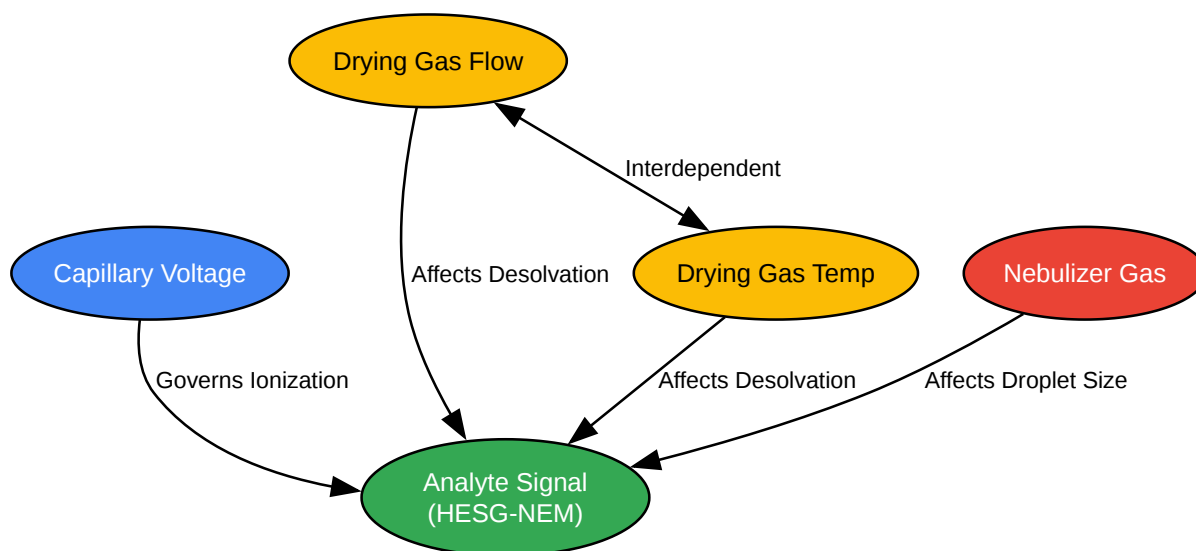 Drying Gas Flow
Interdependent
Capillary Voltage
Affects Desolvation
Drying Gas Temp
Nebulizer Gas
Governs Ionization
Affects Desolvation
Affects Droplet Size
Analyte Signal
(HESG-NEM)